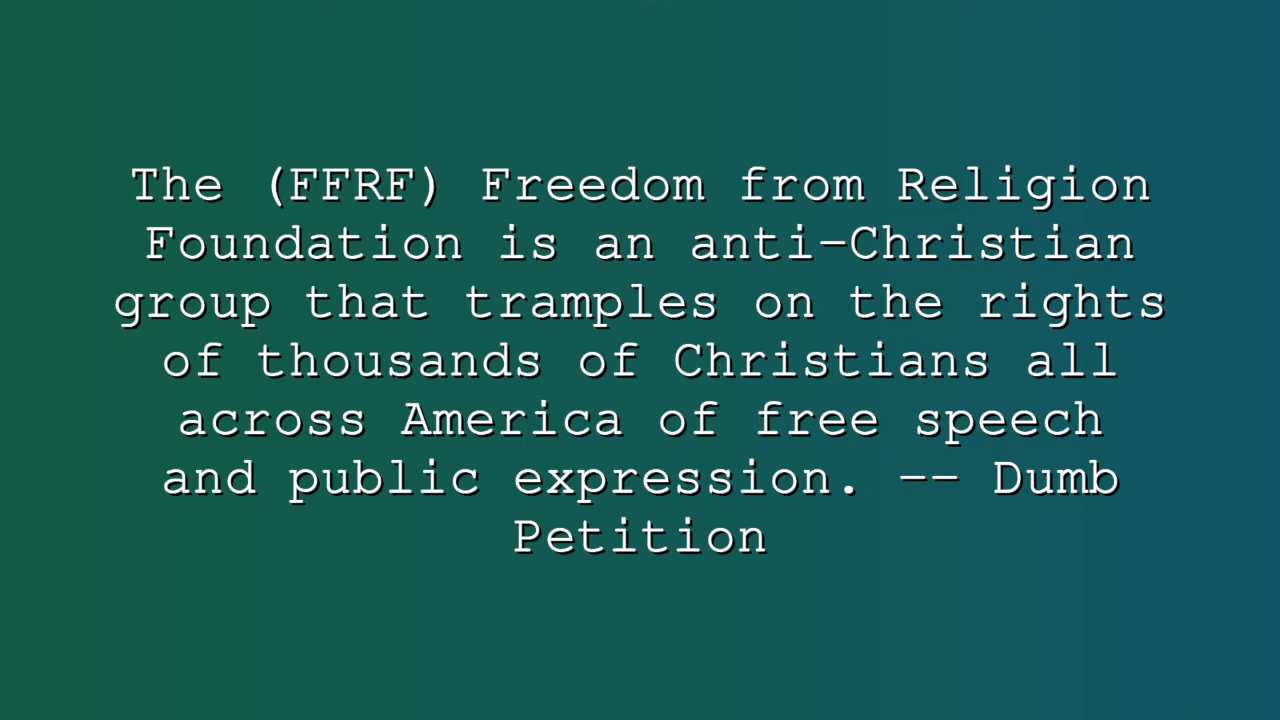 The (FFRF) Freedom from Religion
Foundation is an anti-Christian
group that tramples on the rights
of thousands of Christians all
across America of free speech
and public expression. -- Dumb
Petition